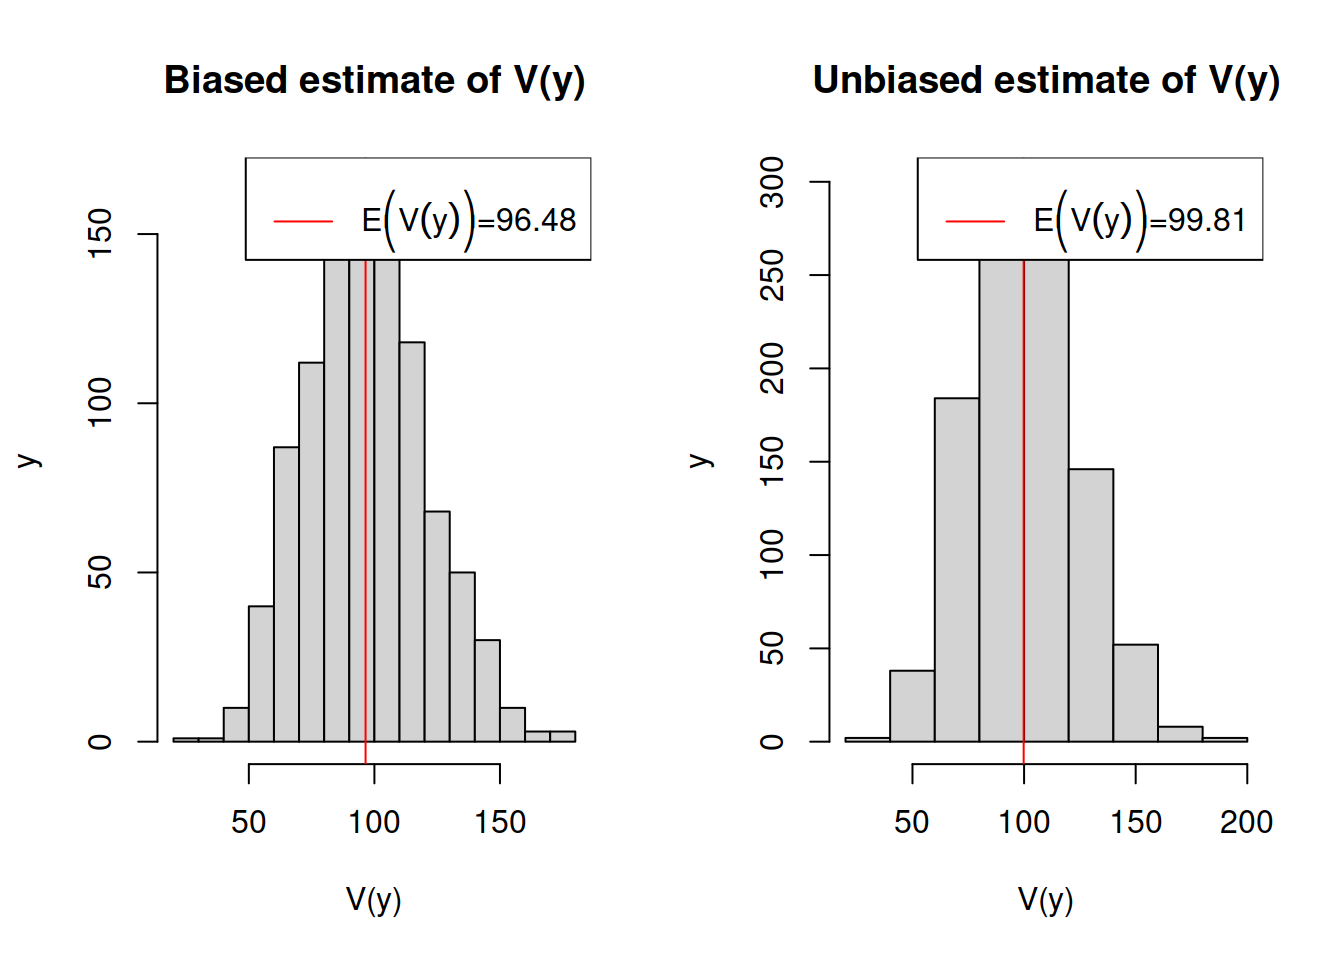 Biased estimate of V(y)
E(V(y))=96.48
150
100
50
0
y
50 100 150
V(y)
Unbiased estimate of V(y)
E(V(y))=99.81
300
250
200
150
100
50
0
y
50 100 150 200
V(y)